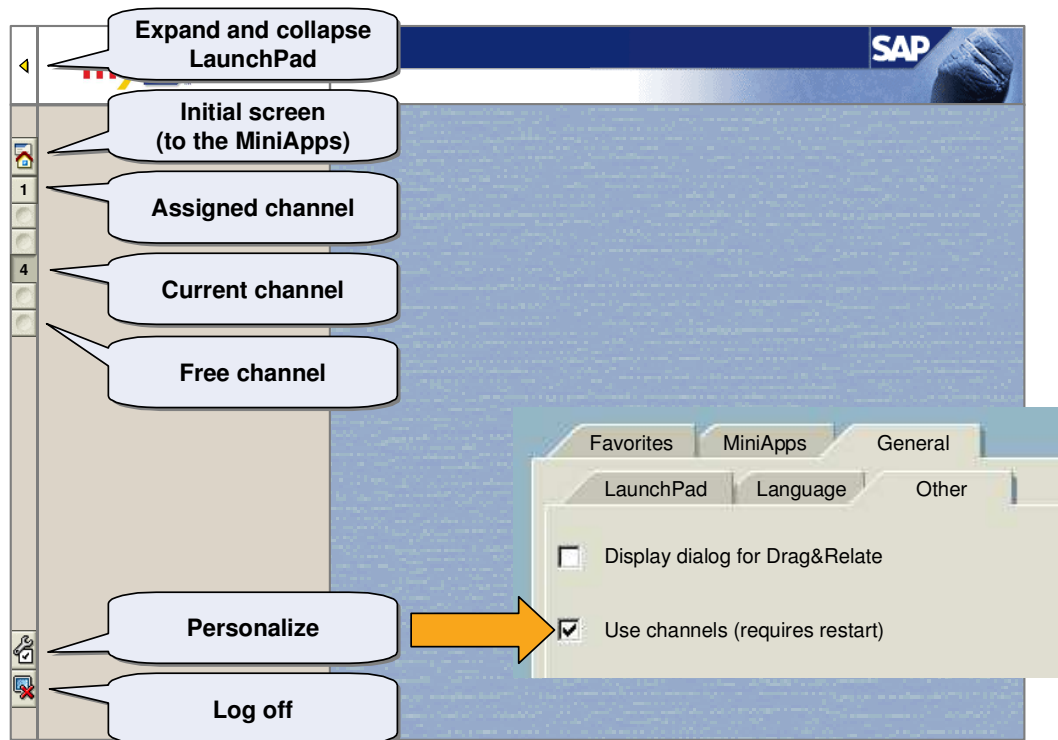 Expand and collapse
LaunchPad
SAP
Initial screen
(to the MiniApps)
1
Assigned channel
4
Current channel
Free channel
Favorites MiniApps General
LaunchPad Language Other
Display dialog for Drag&Relate
Personalize
Use channels (requires restart)
Log off